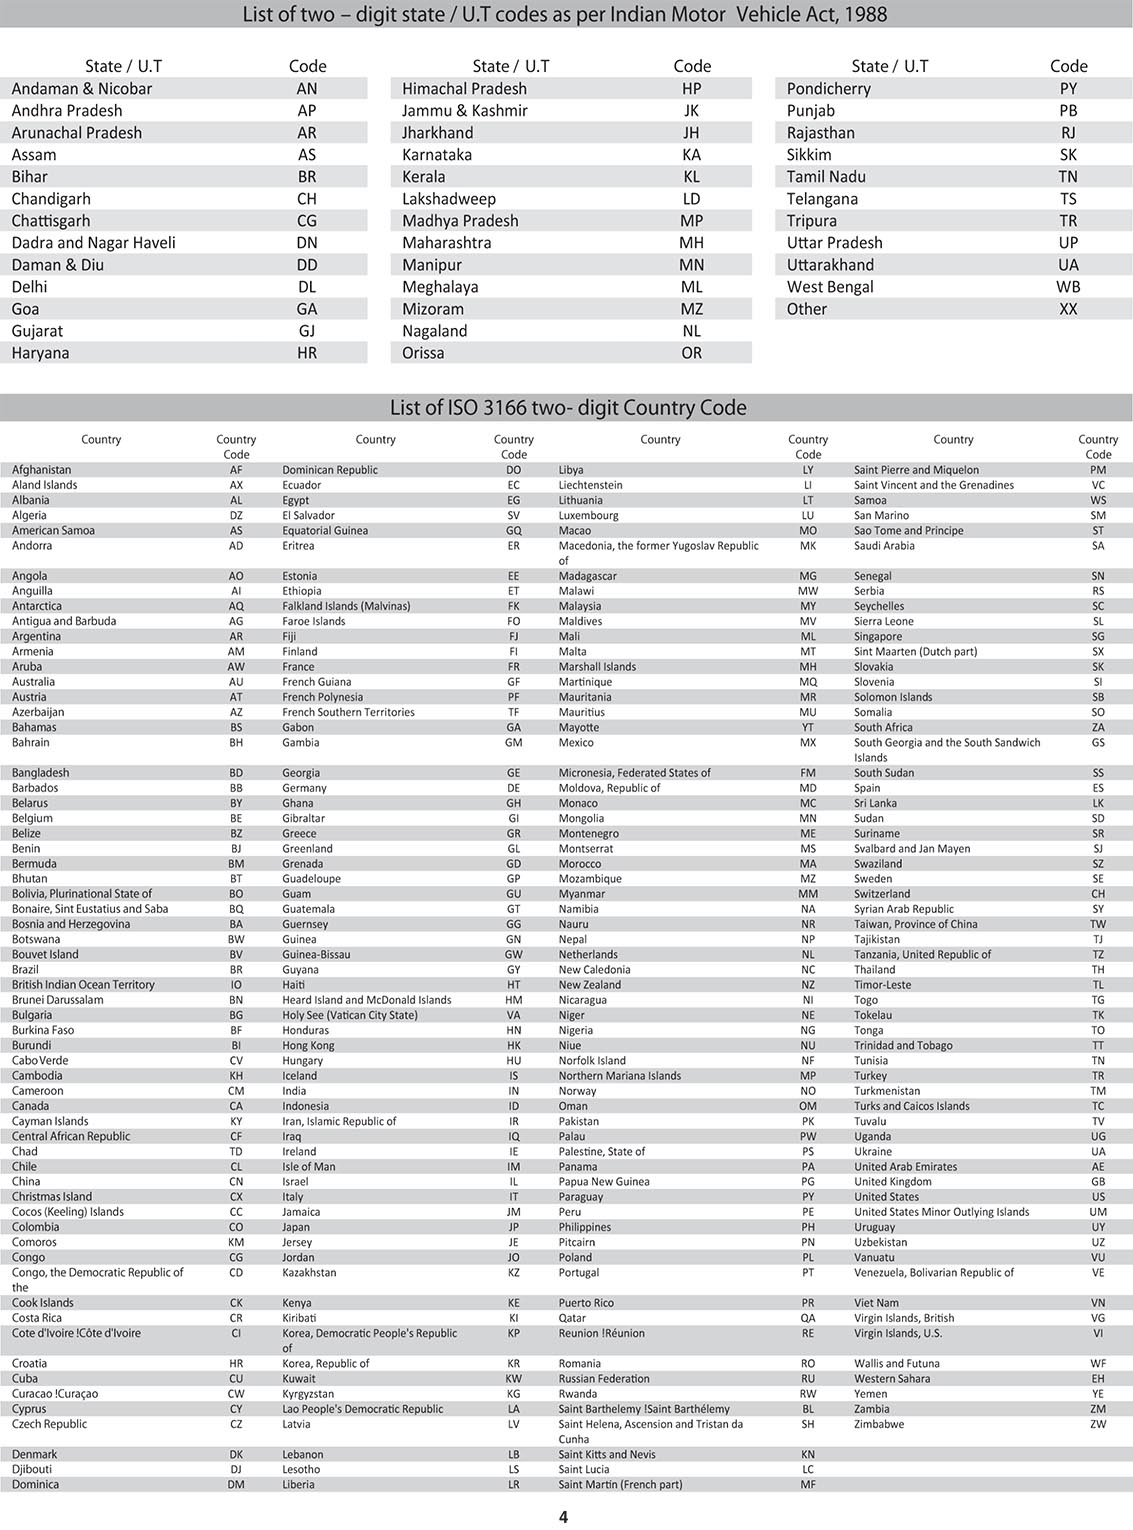 List of two – digit state / U.T codes as per Indian Motor Vehicle Act, 1988
State / U.T Code State / U.T Code State / U.T Code
Andaman & Nicobar AN Himachal Pradesh HP Pondicherry PY
Andhra Pradesh AP Jammu & Kashmir JK Punjab PB
Arunachal Pradesh AR Jharkhand JH Rajasthan RJ
Assam AS Karnataka KA Sikkim SK
Bihar BR Kerala KL Tamil Nadu TN
Chandigarh CH Lakshadweep LD Telangana TS
Chattisgarh CG Madhya Pradesh MP Tripura TR
Dadra and Nagar Haveli DN Maharashtra MH Uttar Pradesh UP
Daman & Diu DD Manipur MN Uttarakhand UA
Delhi DL Meghalaya ML West Bengal WB
Goa GA Mizoram MZ Other XX
Gujarat GJ Nagaland NL
Haryana HR Orissa OR
List of ISO 3166 two- digit Country Code
Country Country Country Country Country Country Country Country
Code Code Code Code
Afghanistan AF Dominican Republic DO Libya LY Saint Pierre and Miquelon PM
Aland Islands AX Ecuador EC Liechtenstein LI Saint Vincent and the Grenadines VC
Albania AL Egypt EG Lithuania LT Samoa WS
Algeria DZ El Salvador SV Luxembourg LU San Marino SM
American Samoa AS Equatorial Guinea GQ Macao MO Sao Tome and Principe ST
Andorra AD Eritrea ER Macedonia, the former Yugoslav Republic MK Saudi Arabia SA
of
Angola AO Estonia EE Madagascar MG Senegal SN
Anguilla AI Ethiopia ET Malawi MW Serbia RS
Antarctica AQ Falkland Islands (Malvinas) FK Malaysia MY Seychelles SC
Antigua and Barbuda AG Faroe Islands FO Maldives MV Sierra Leone SL
Argentina AR Fiji FJ Mali ML Singapore SG
Armenia AM Finland FI Malta MT Sint Maarten (Dutch part) SX
Aruba AW France FR Marshall Islands MH Slovakia SK
Australia AU French Guiana GF Martinique MQ Slovenia SI
Austria AT French Polynesia PF Mauritania MR Solomon Islands SB
Azerbaijan AZ French Southern Territories TF Mauritius MU Somalia SO
Bahamas BS Gabon GA Mayotte YT South Africa ZA
Bahrain BH Gambia GM Mexico MX South Georgia and the South Sandwich GS
Islands
Bangladesh BD Georgia GE Micronesia, Federated States of FM South Sudan SS
Barbados BB Germany DE Moldova, Republic of MD Spain ES
Belarus BY Ghana GH Monaco MC Sri Lanka LK
Belgium BE Gibraltar GI Mongolia MN Sudan SD
Belize BZ Greece GR Montenegro ME Suriname SR
Benin BJ Greenland GL Montserrat MS Svalbard and Jan Mayen SJ
Bermuda BM Grenada GD Morocco MA Swaziland SZ
Bhutan BT Guadeloupe GP Mozambique MZ Sweden SE
Bolivia, Plurinational State of BO Guam GU Myanmar MM Switzerland CH
Bonaire, Sint Eustatius and Saba BQ Guatemala GT Namibia NA Syrian Arab Republic SY
Bosnia and Herzegovina BA Guernsey GG Nauru NR Taiwan, Province of China TW
Botswana BW Guinea GN Nepal NP Tajikistan TJ
Bouvet Island BV Guinea-Bissau GW Netherlands NL Tanzania, United Republic of TZ
Brazil BR Guyana GY New Caledonia NC Thailand TH
British Indian Ocean Territory IO Haiti HT New Zealand NZ Timor-Leste TL
Brunei Darussalam BN Heard Island and McDonald Islands HM Nicaragua NI Togo TG
Bulgaria BG Holy See (Vatican City State) VA Niger NE Tokelau TK
Burkina Faso BF Honduras HN Nigeria NG Tonga TO
Burundi BI Hong Kong HK Niue NU Trinidad and Tobago TT
Cabo Verde CV Hungary HU Norfolk Island NF Tunisia TN
Cambodia KH Iceland IS Northern Mariana Islands MP Turkey TR
Cameroon CM India IN Norway NO Turkmenistan TM
Canada CA Indonesia ID Oman OM Turks and Caicos Islands TC
Cayman Islands KY Iran, Islamic Republic of IR Pakistan PK Tuvalu TV
Central African Republic CF Iraq IQ Palau PW Uganda UG
Chad TD Ireland IE Palestine, State of PS Ukraine UA
Chile CL Isle of Man IM Panama PA United Arab Emirates AE
China CN Israel IL Papua New Guinea PG United Kingdom GB
Christmas Island CX Italy IT Paraguay PY United States US
Cocos (Keeling) Islands CC Jamaica JM Peru PE United States Minor Outlying Islands UM
Colombia CO Japan JP Philippines PH Uruguay UY
Comoros KM Jersey JE Pitcairn PN Uzbekistan UZ
Congo CG Jordan JO Poland PL Vanuatu VU
Congo, the Democratic Republic of CD Kazakhstan KZ Portugal PT Venezuela, Bolivarian Republic of VE
the
Cook Islands CK Kenya KE Puerto Rico PR Viet Nam VN
Costa Rica CR Kiribati KI Qatar QA Virgin Islands, British VG
Cote d'Ivoire !Côte d'Ivoire CI Korea, Democratic People's Republic KP Reunion !Réunion RE Virgin Islands, U.S. VI
of
Croatia HR Korea, Republic of KR Romania RO Wallis and Futuna WF
Cuba CU Kuwait KW Russian Federation RU Western Sahara EH
Curacao !Curaçao CW Kyrgyzstan KG Rwanda RW Yemen YE
Cyprus CY Lao People's Democratic Republic LA Saint Barthelemy !Saint Barthélemy BL Zambia ZM
Czech Republic CZ Latvia LV Saint Helena, Ascension and Tristan da SH Zimbabwe ZW
Cunha
Denmark DK Lebanon LB Saint Kitts and Nevis KN
Djibouti DJ Lesotho LS Saint Lucia LC
Dominica DM Liberia LR Saint Martin (French part) MF
4